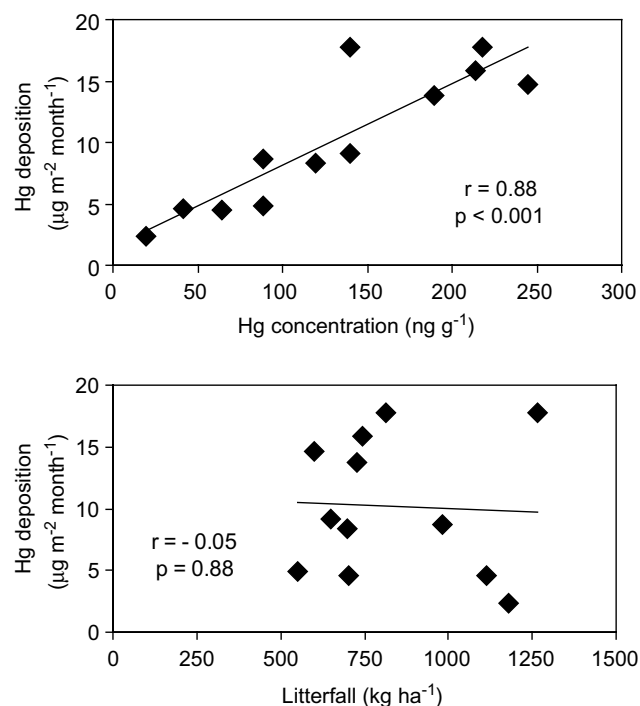 20
15
10
5
0
Hg deposition
(µg m⁻² month⁻¹)
r = 0.88
p < 0.001
0 50 100 150 200 250 300
Hg concentration (ng g⁻¹)
20
15
10
5
0
Hg deposition
(µg m⁻² month⁻¹)
r = - 0.05
p = 0.88
0 250 500 750 1000 1250 1500
Litterfall (kg ha⁻¹)